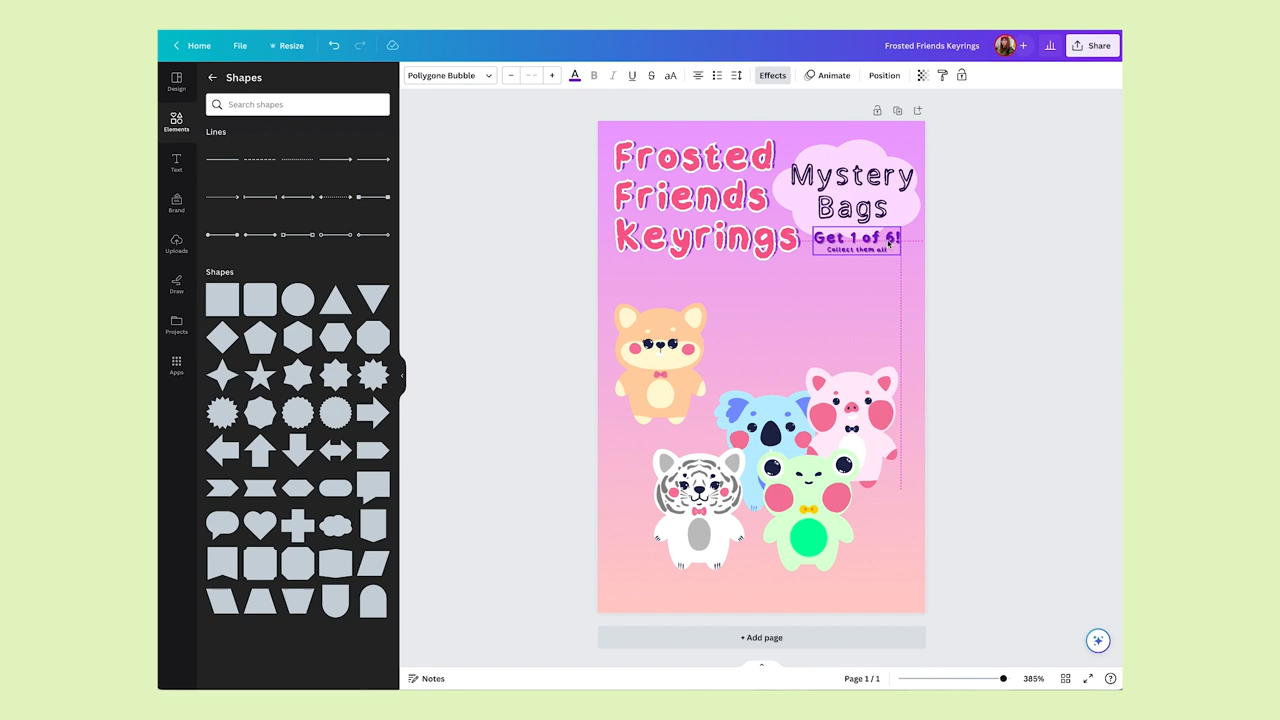 Home
File
Resize
Frosted Friends Keyrings
Share
Design
Elements
Text
Brand
Uploads
Draw
Projects
Apps
Shapes
Search shapes
Lines
Shapes
Pollygone Bubble
− -- +
A
B
I
U
S
aA
Effects
Animate
Position
Frosted
Friends
Keyrings
Mystery
Bags
Get 1 of 6!
Collect them all
+ Add page
Notes
Page 1 / 1
385%